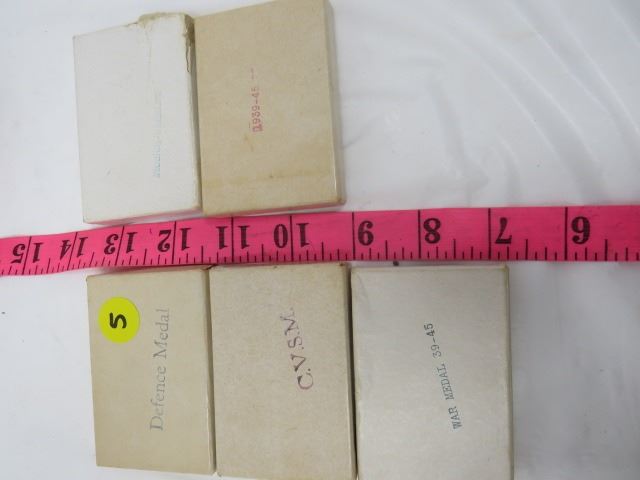 1939-45 --
15 14 13 12 11 11 10 9 8 7 6
5
Defence Medal
C.V.S.M.
WAR MEDAL 39-45